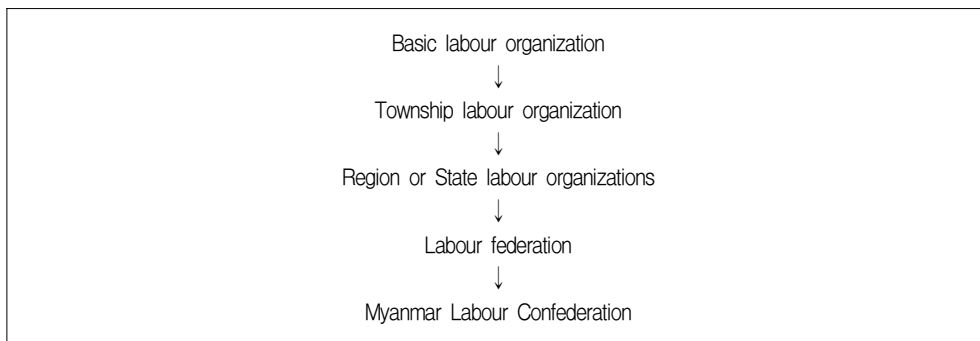 Basic labour organization
↓
Township labour organization
↓
Region or State labour organizations
↓
Labour federation
↓
Myanmar Labour Confederation